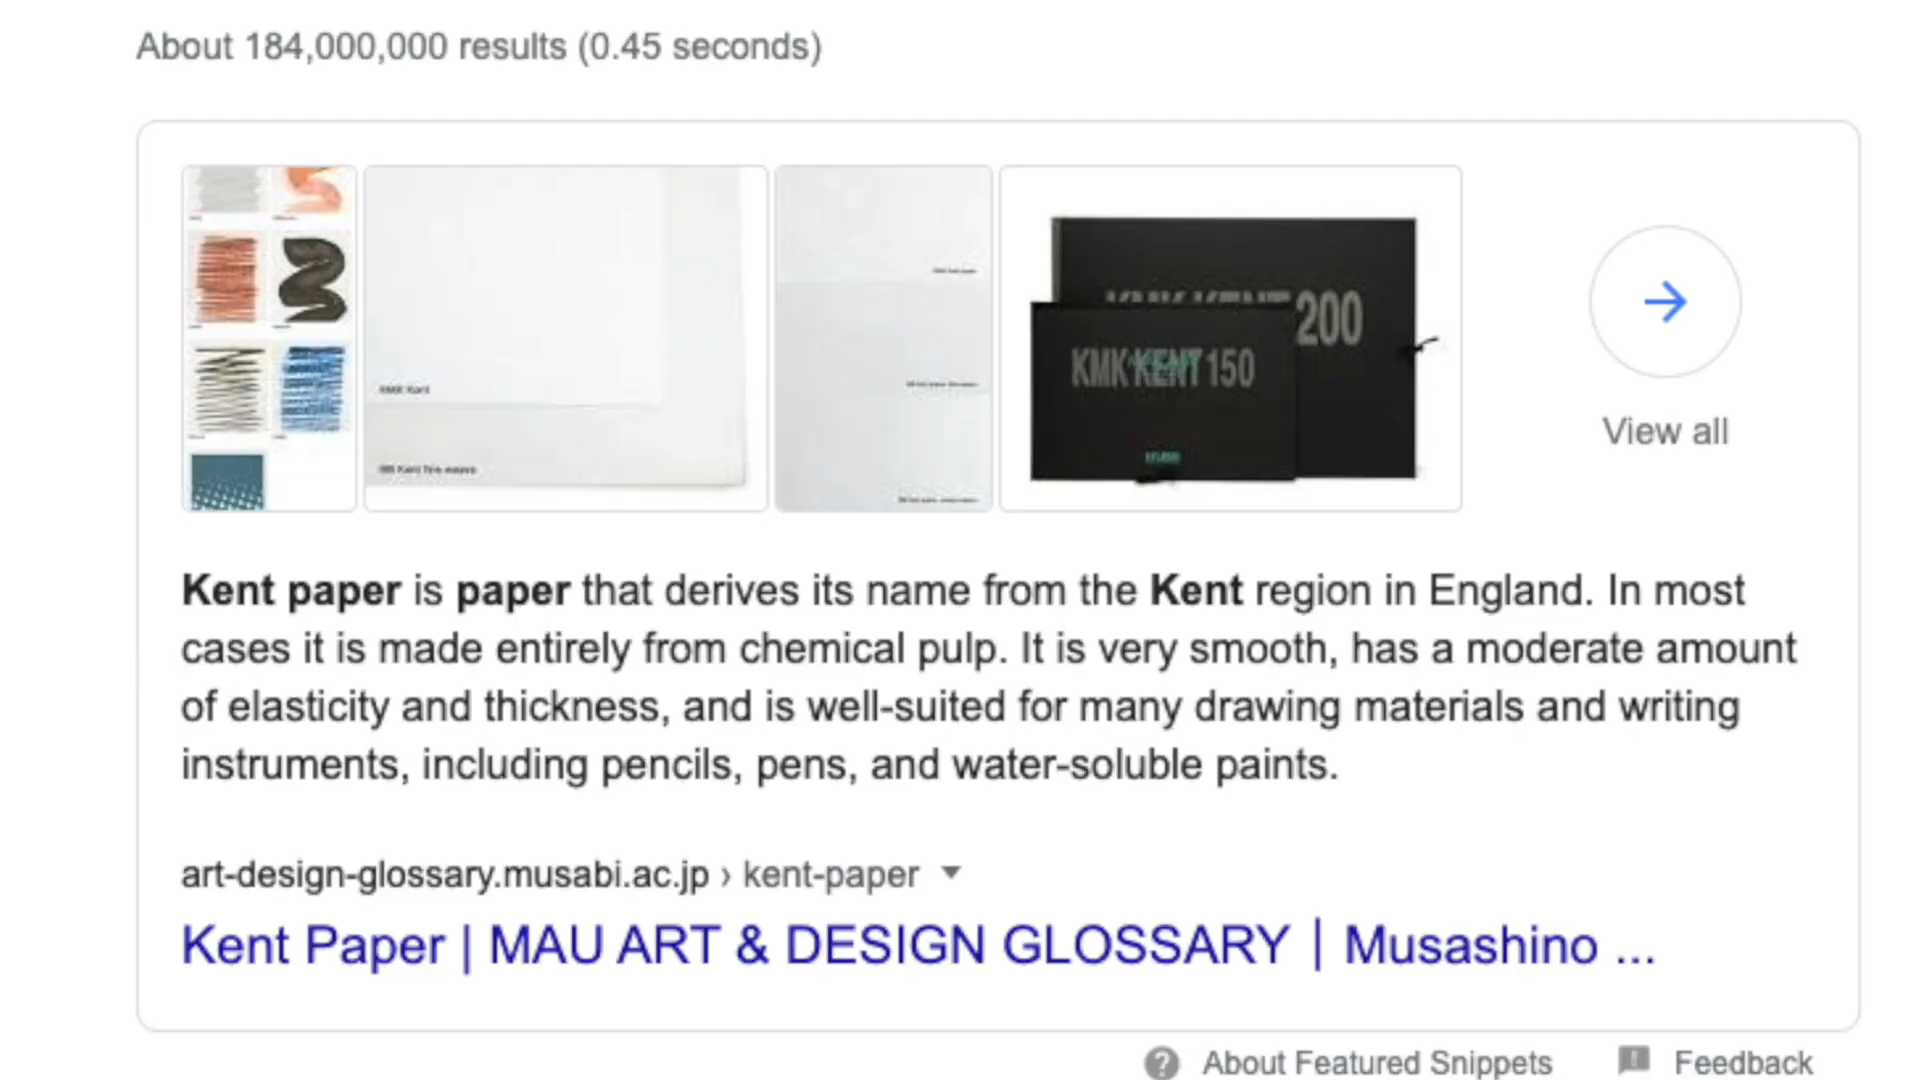 About 184,000,000 results (0.45 seconds)
KMK Kent
200
KMK KENT 150
View all
Kent paper is paper that derives its name from the Kent region in England. In most
cases it is made entirely from chemical pulp. It is very smooth, has a moderate amount
of elasticity and thickness, and is well-suited for many drawing materials and writing
instruments, including pencils, pens, and water-soluble paints.
art-design-glossary.musabi.ac.jp › kent-paper
Kent Paper | MAU ART & DESIGN GLOSSARY | Musashino ...
About Featured Snippets
Feedback